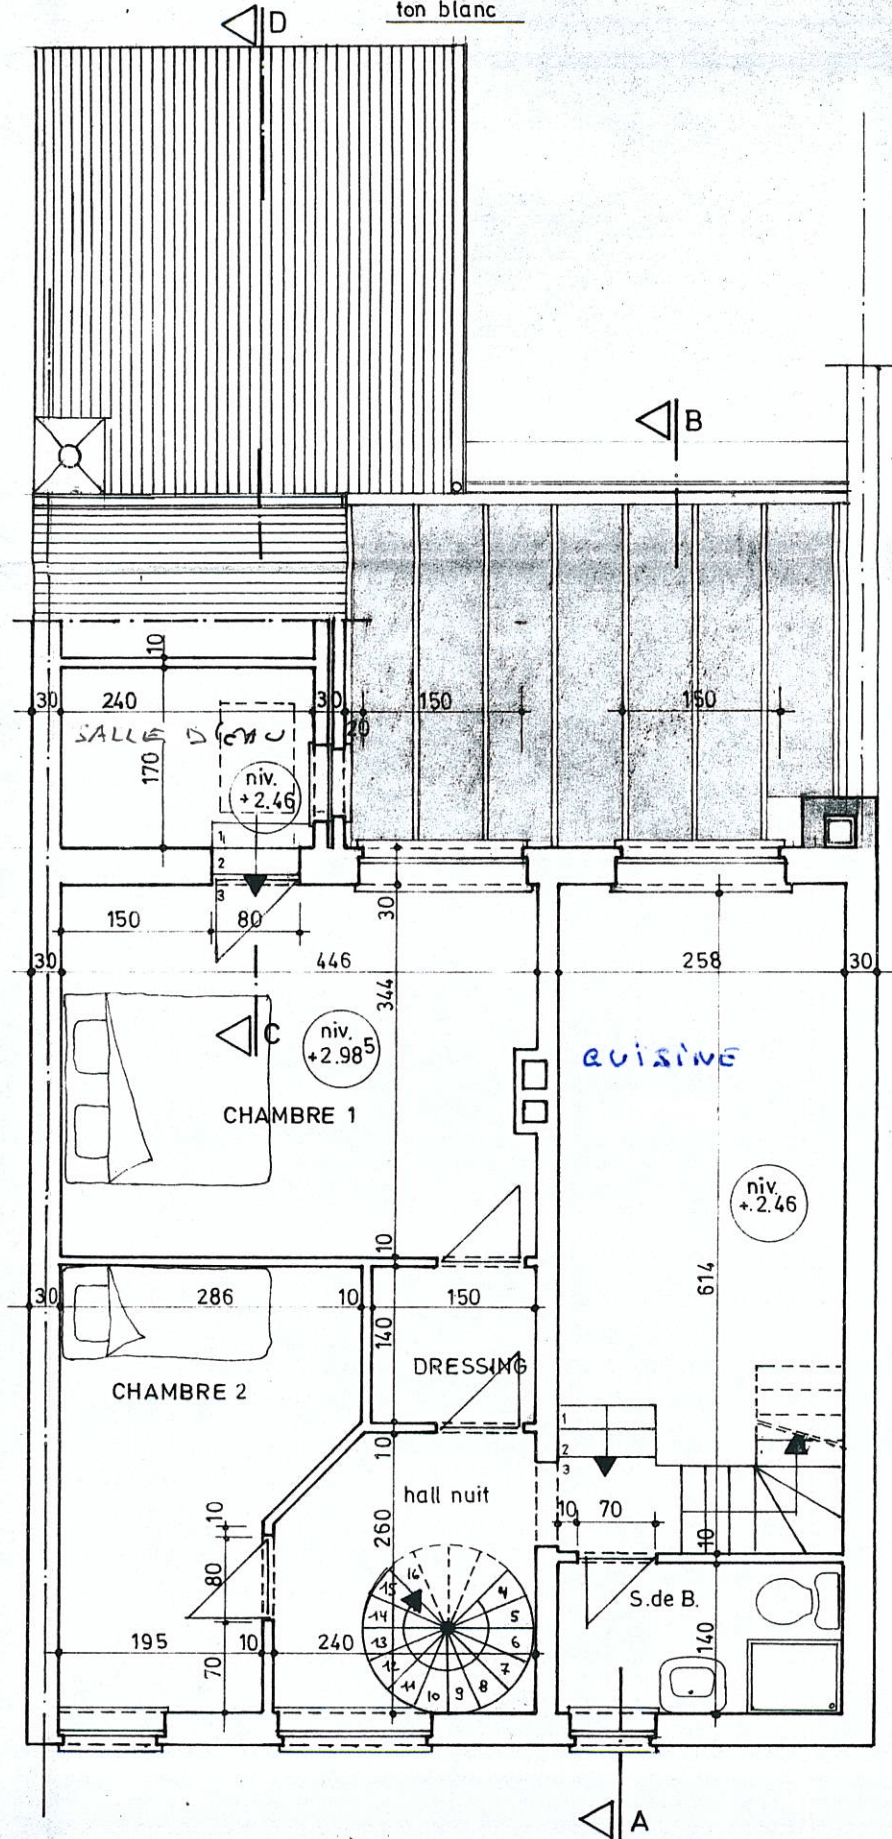 ton blanc
D
B
10
30 240 30 150 150
20
SALLE D'EAU
170
niv.
+2.46
1
2
3
30
150 80
30 446 258 30
344
C
niv.
+2.98⁵
QUISINE
CHAMBRE 1
niv.
+.2.46
10
614
30 286 10 150
140
DRESSING
CHAMBRE 2
1
2
3
10
hall nuit
10 70
10
260
10
80
16
15
14
13
12
11
10
9
8
7
6
5
4
S.de B.
140
195 10 240
70
A